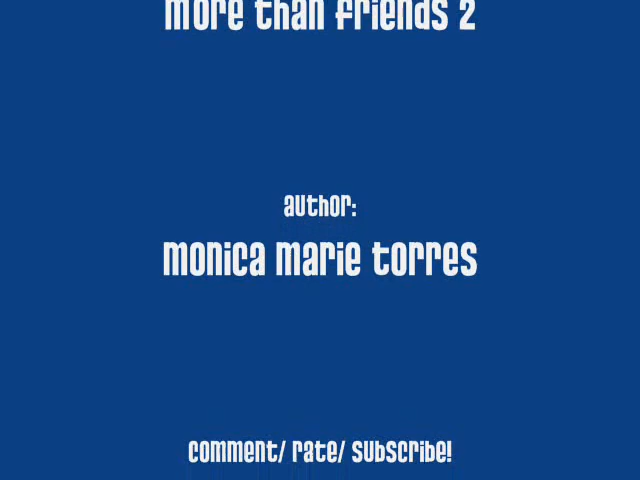 more than friends 2
author:
monica marie torres
comment/ rate/ subscribe!